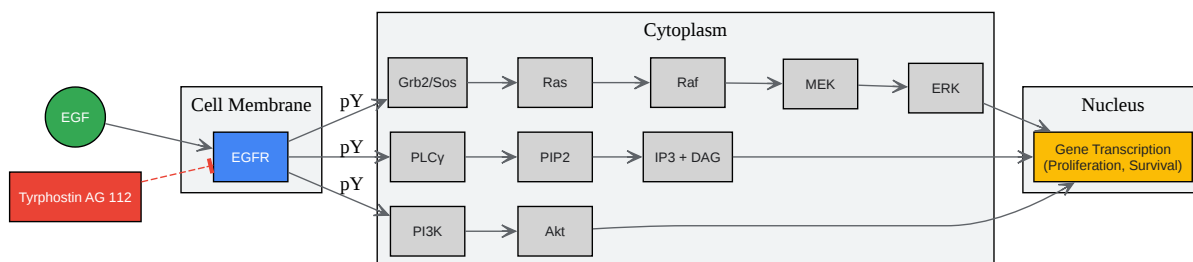 Cytoplasm
Grb2/Sos
Ras
Raf
MEK
ERK
Cell Membrane
Nucleus
pY
EGF
EGFR
pY
PLCγ
PIP2
IP3 + DAG
Gene Transcription
(Proliferation, Survival)
Tyrphostin AG 112
pY
PI3K
Akt